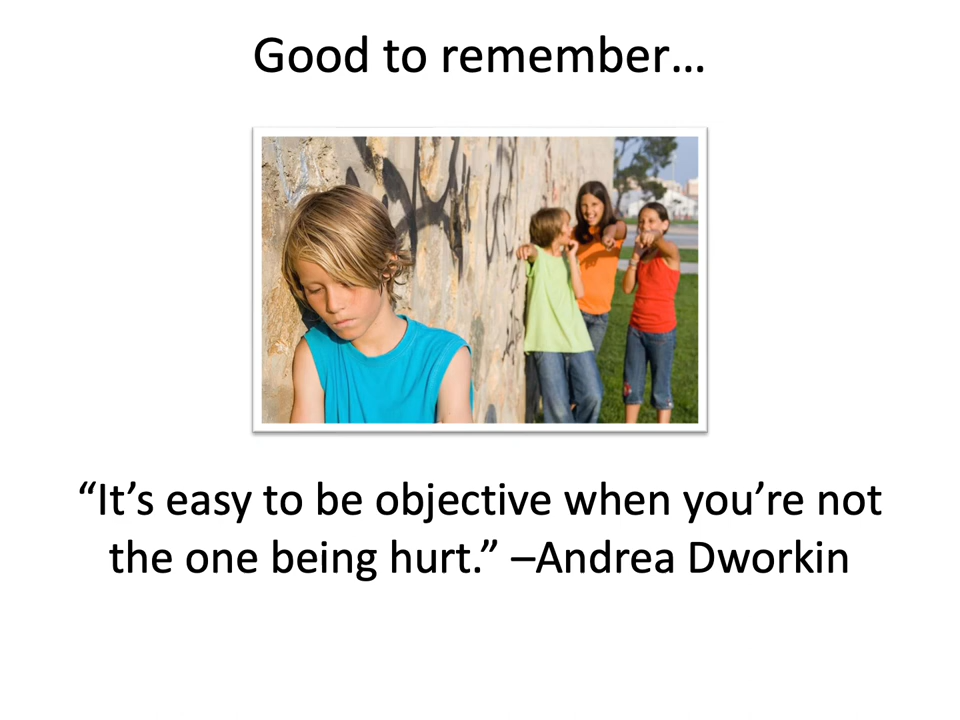 Good to remember…
“It’s easy to be objective when you’re not
the one being hurt.” –Andrea Dworkin